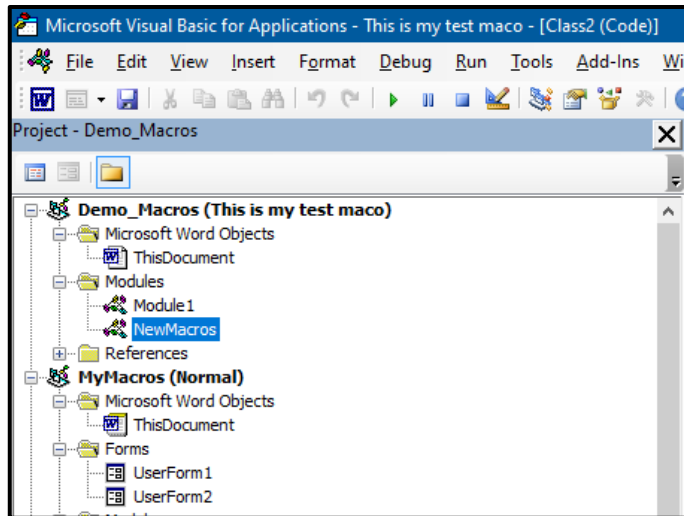 Microsoft Visual Basic for Applications - This is my test maco - [Class2 (Code)]
File Edit View Insert Format Debug Run Tools Add-Ins Wi
Project - Demo_Macros
Demo_Macros (This is my test maco)
Microsoft Word Objects
ThisDocument
Modules
Module1
NewMacros
References
MyMacros (Normal)
Microsoft Word Objects
ThisDocument
Forms
UserForm1
UserForm2